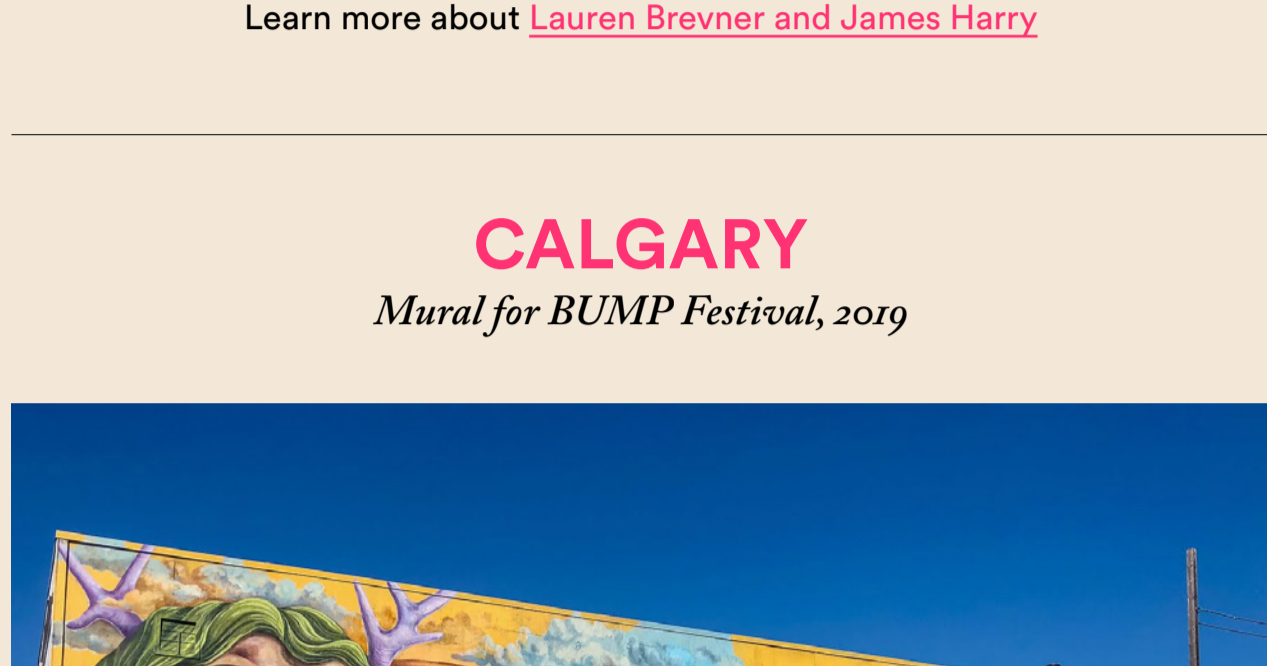 Learn more about Lauren Brevner and James Harry
CALGARY
Mural for BUMP Festival, 2019